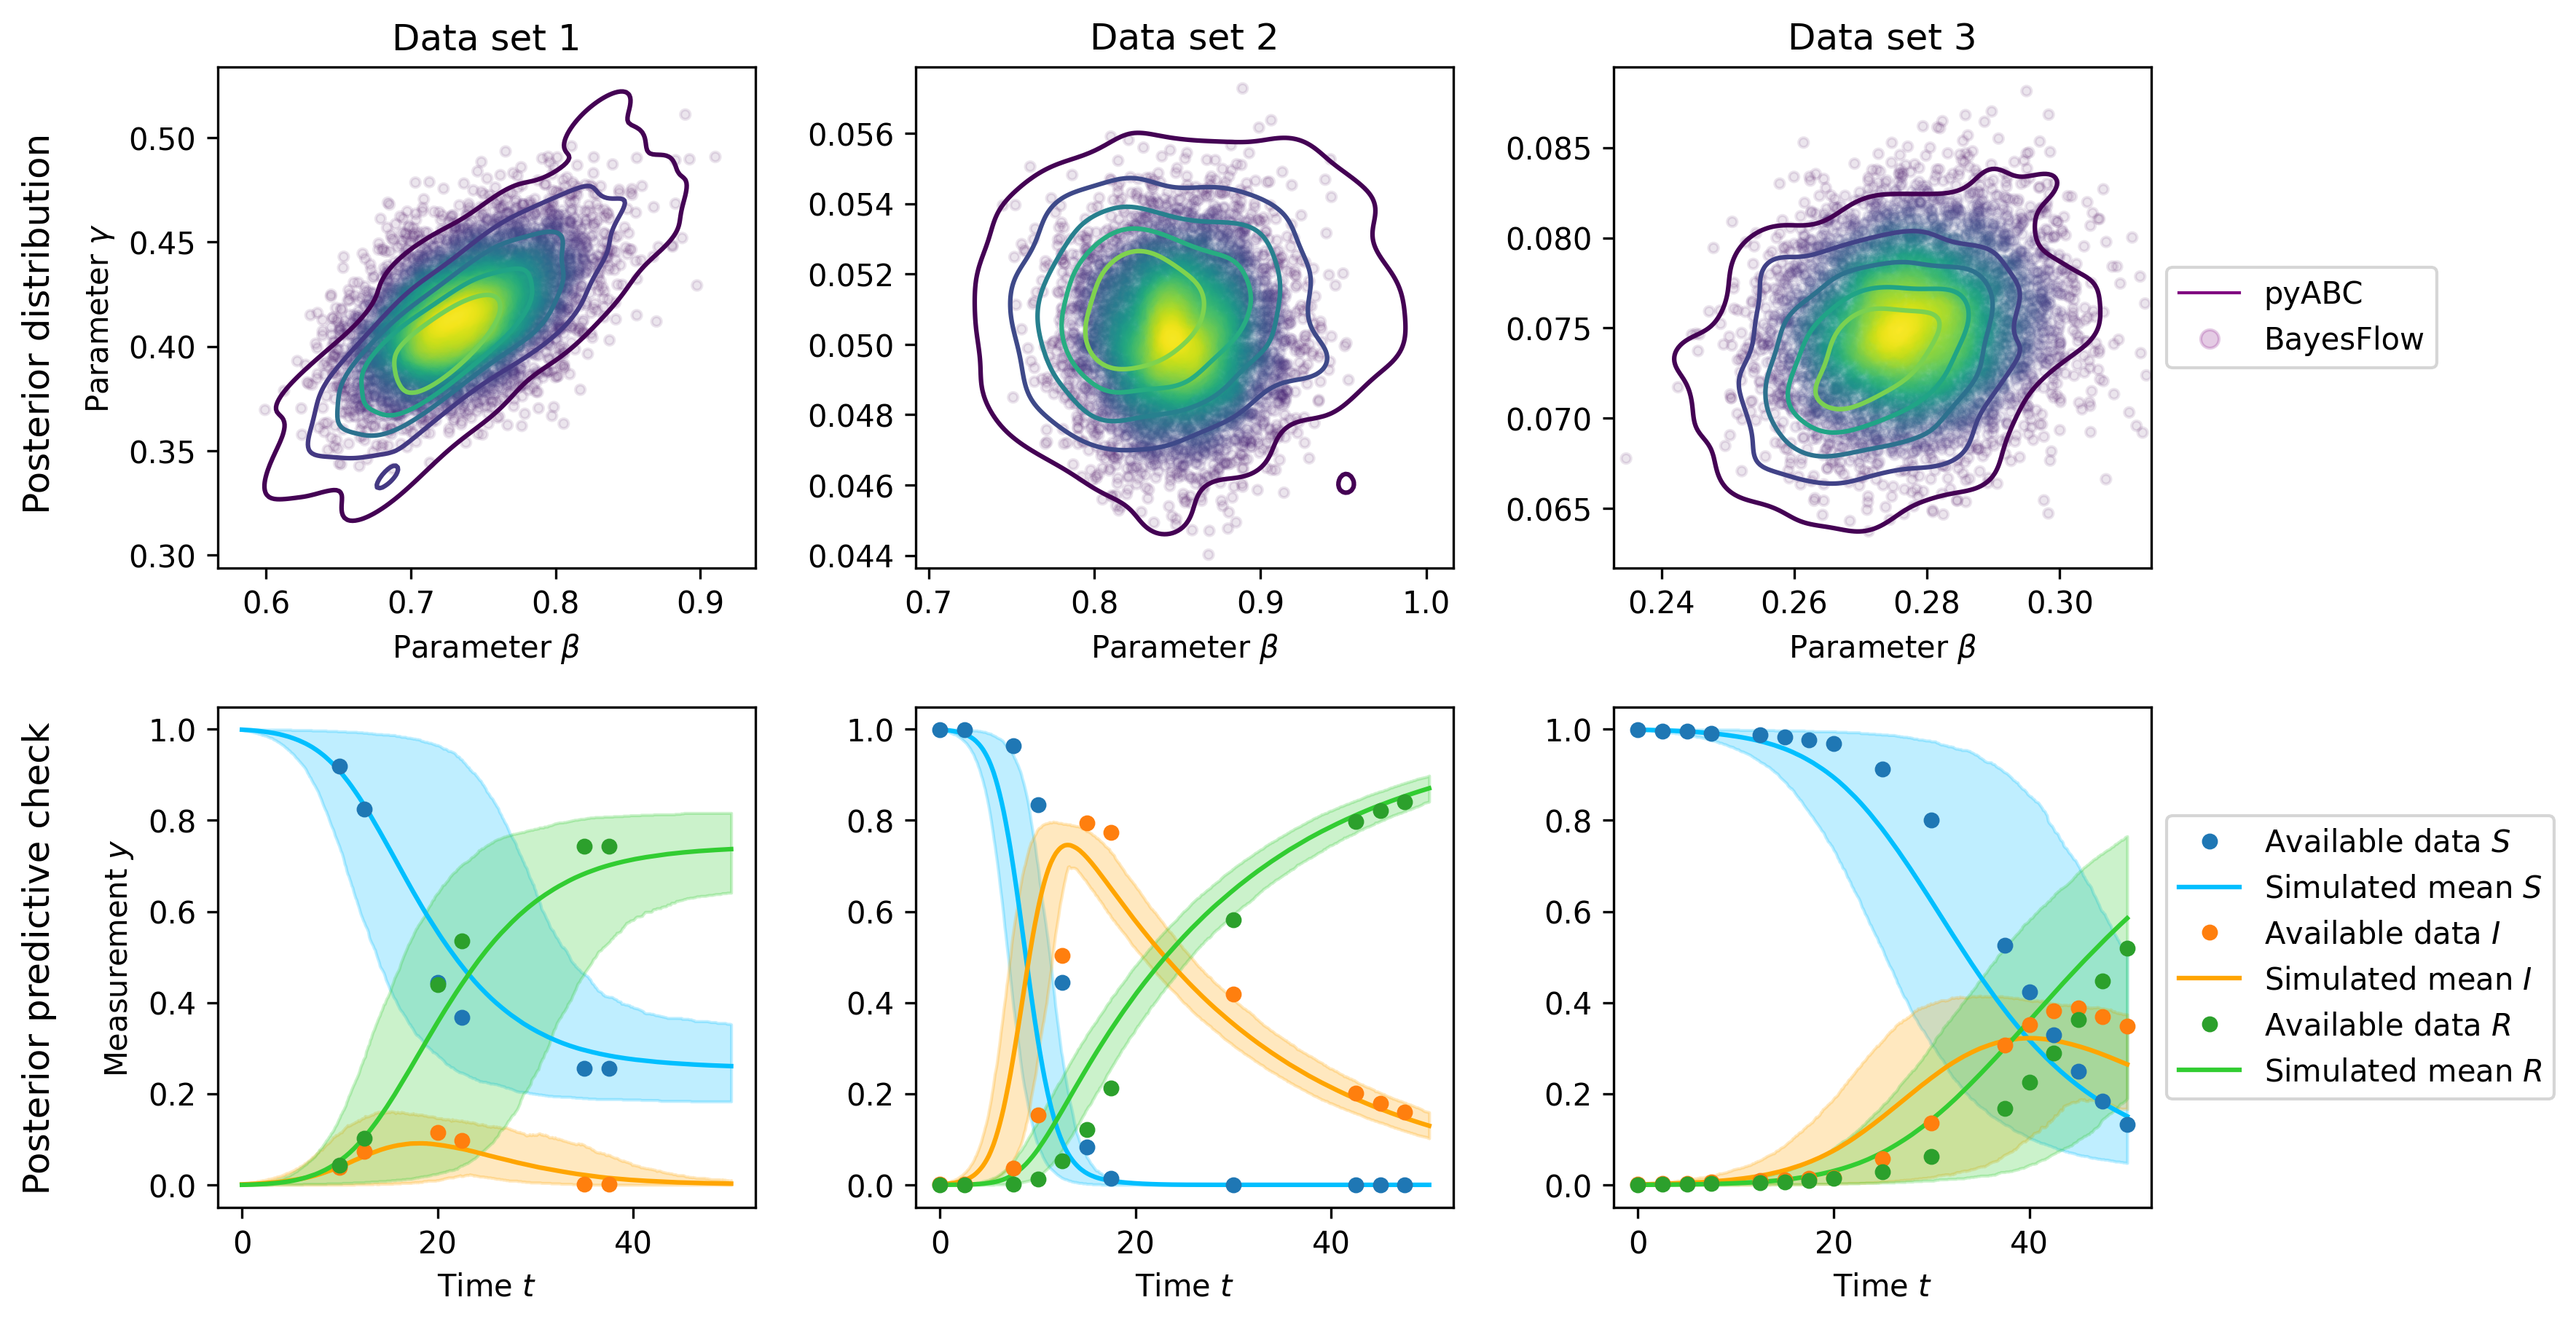 Data set 1
Data set 2
Data set 3
Posterior distribution
Parameter γ
0.50
0.45
0.40
0.35
0.30
0.6 0.7 0.8 0.9
Parameter β
0.056
0.054
0.052
0.050
0.048
0.046
0.044
0.7 0.8 0.9 1.0
Parameter β
0.085
0.080
0.075
0.070
0.065
0.24 0.26 0.28 0.30
Parameter β
pyABC
BayesFlow
Posterior predictive check
Measurement y
1.0
0.8
0.6
0.4
0.2
0.0
0 20 40
Time t
1.0
0.8
0.6
0.4
0.2
0.0
0 20 40
Time t
1.0
0.8
0.6
0.4
0.2
0.0
0 20 40
Time t
Available data S
Simulated mean S
Available data I
Simulated mean I
Available data R
Simulated mean R